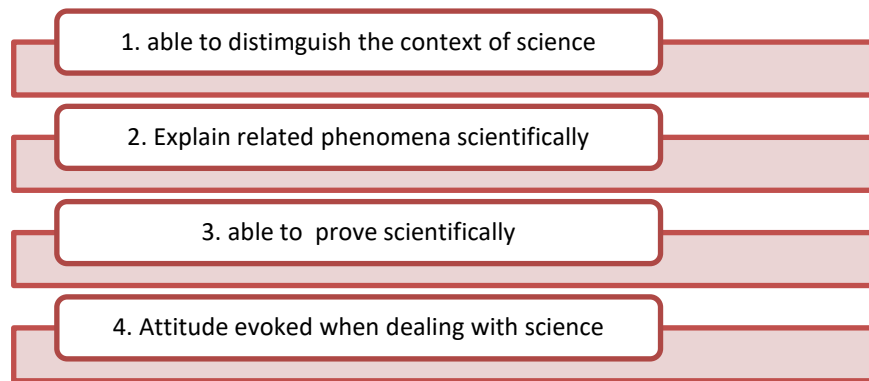 1. able to distimguish the context of science
2. Explain related phenomena scientifically
3. able to  prove scientifically
4. Attitude evoked when dealing with science